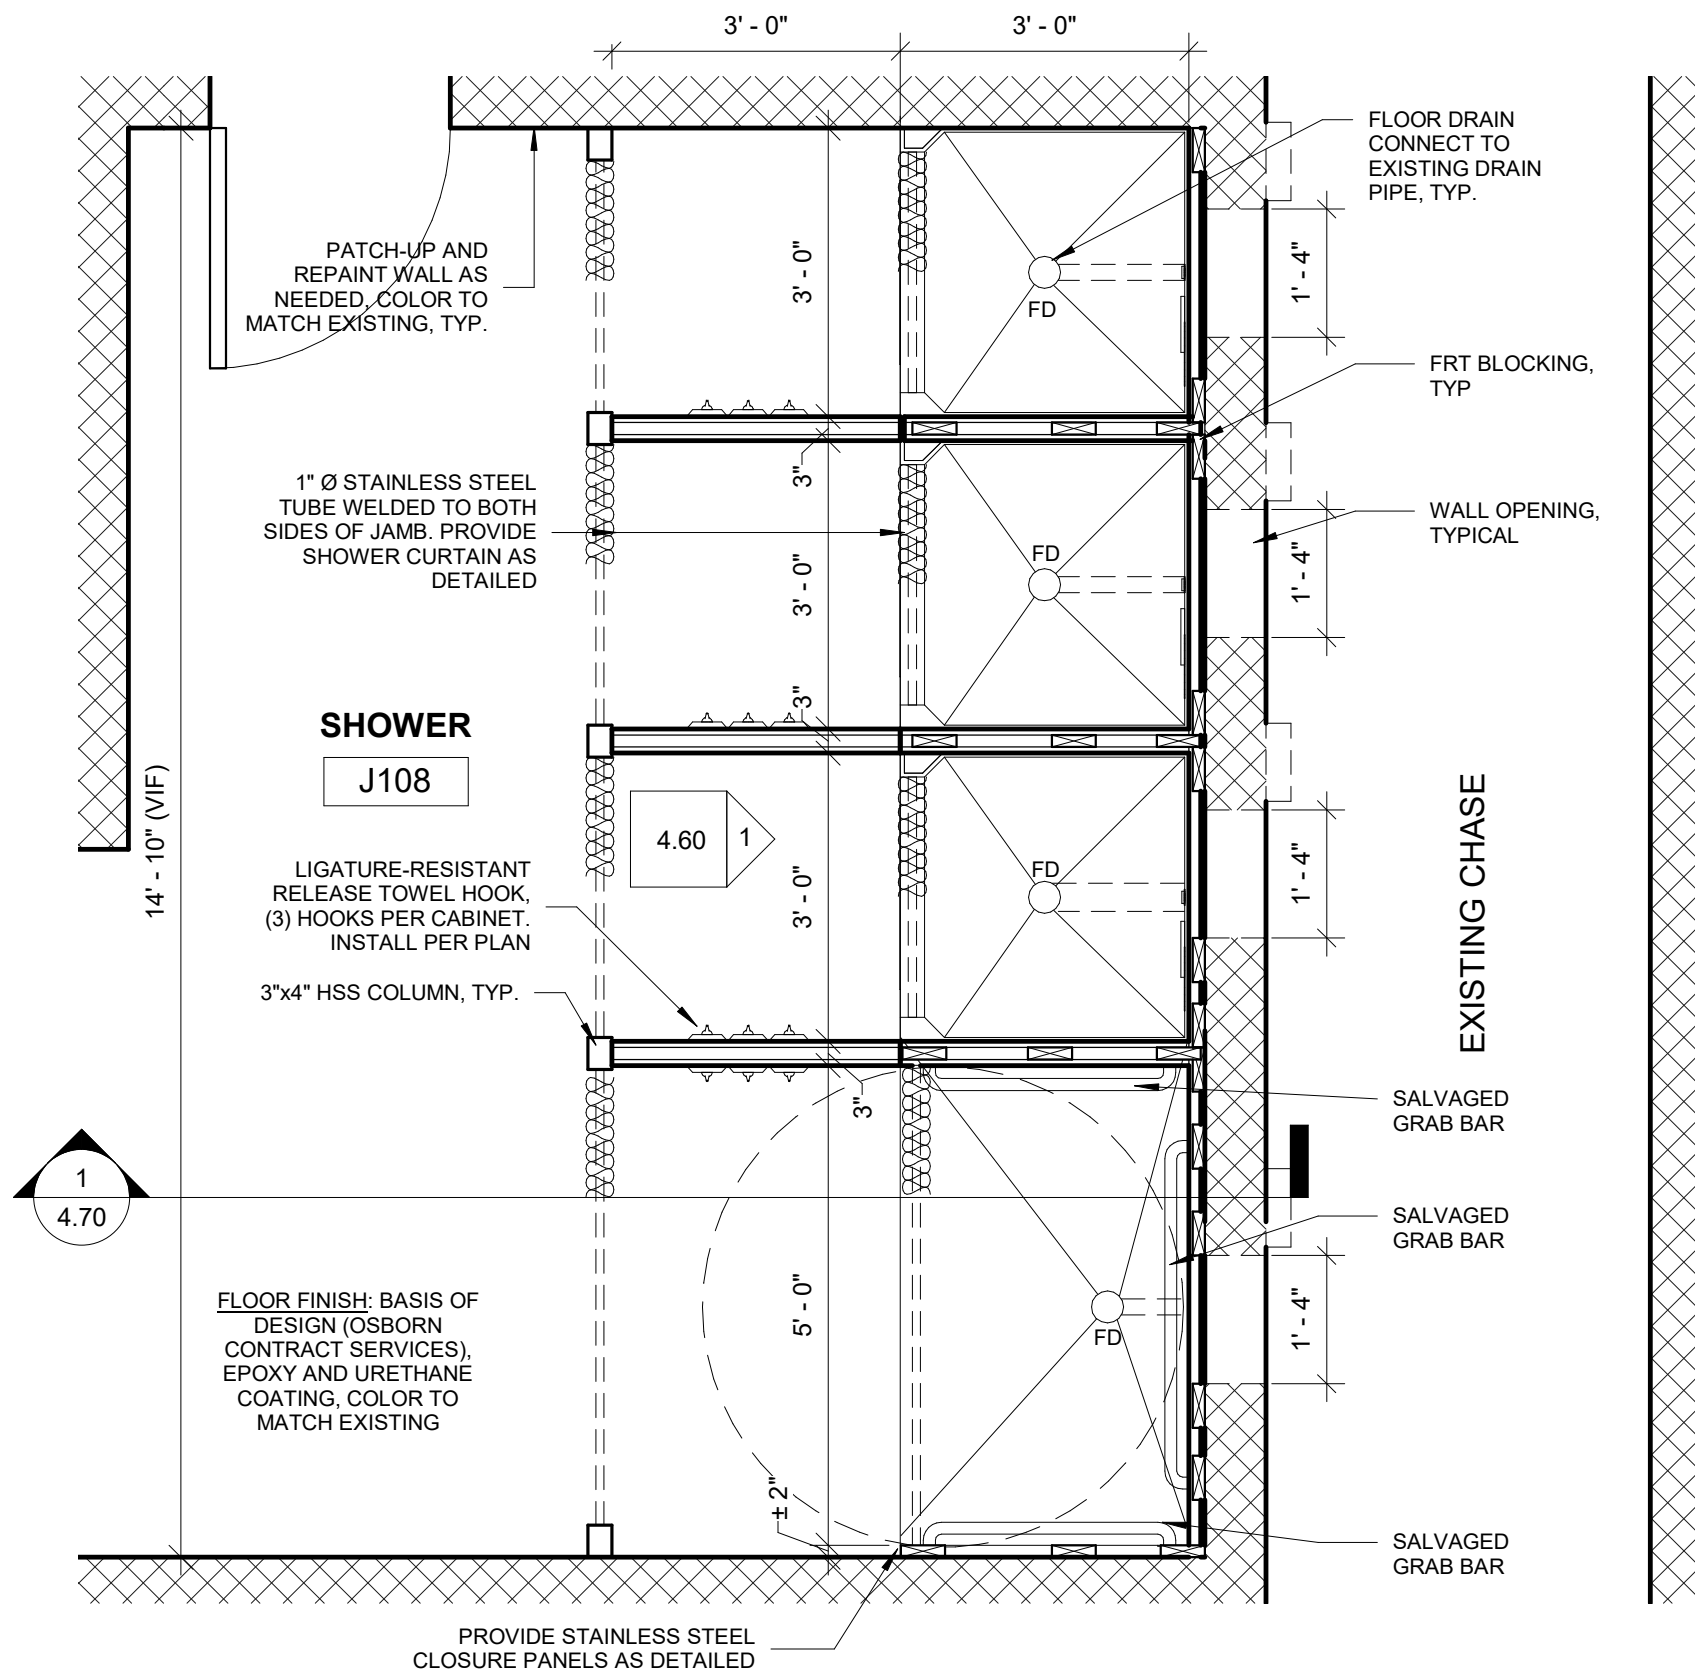 3' - 0"
3' - 0"
FLOOR DRAIN
CONNECT TO
EXISTING DRAIN
PIPE, TYP.
PATCH-UP AND
REPAINT WALL AS
NEEDED, COLOR TO
MATCH EXISTING, TYP.
3' - 0"
FD
1' - 4"
FRT BLOCKING,
TYP
3"
1" Ø STAINLESS STEEL
TUBE WELDED TO BOTH
SIDES OF JAMB. PROVIDE
SHOWER CURTAIN AS
DETAILED
WALL OPENING,
TYPICAL
3' - 0"
FD
1' - 4"
3"
SHOWER
J108
14' - 10" (VIF)
4.60
1
3' - 0"
FD
1' - 4"
EXISTING CHASE
LIGATURE-RESISTANT
RELEASE TOWEL HOOK,
(3) HOOKS PER CABINET.
INSTALL PER PLAN
3"x4" HSS COLUMN, TYP.
3"
SALVAGED
GRAB BAR
1
4.70
SALVAGED
GRAB BAR
FLOOR FINISH: BASIS OF
DESIGN (OSBORN
CONTRACT SERVICES),
EPOXY AND URETHANE
COATING, COLOR TO
MATCH EXISTING
5' - 0"
FD
1' - 4"
± 2"
SALVAGED
GRAB BAR
PROVIDE STAINLESS STEEL
CLOSURE PANELS AS DETAILED